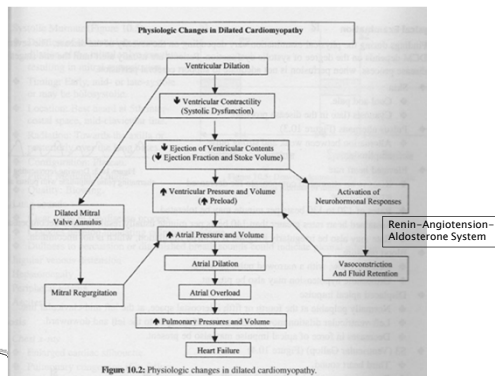 Physiologic Changes in Dilated Cardiomyopathy
Ventricular Dilation
↓ Ventricular Contractility
(Systolic Dysfunction)
↓ Ejection of Ventricular Contents
(↓ Ejection Fraction and Stoke Volume)
↑ Ventricular Pressure and Volume
(↑ Preload)
Activation of
Neurohormonal Responses
Dilated Mitral
Valve Annulus
Renin-Angiotension-
Aldosterone System
↑ Atrial Pressure and Volume
Atrial Dilation
Vasoconstriction
And Fluid Retention
Mitral Regurgitation
Atrial Overload
↑ Pulmonary Pressures and Volume
Heart Failure
Figure 10.2: Physiologic changes in dilated cardiomyopathy.